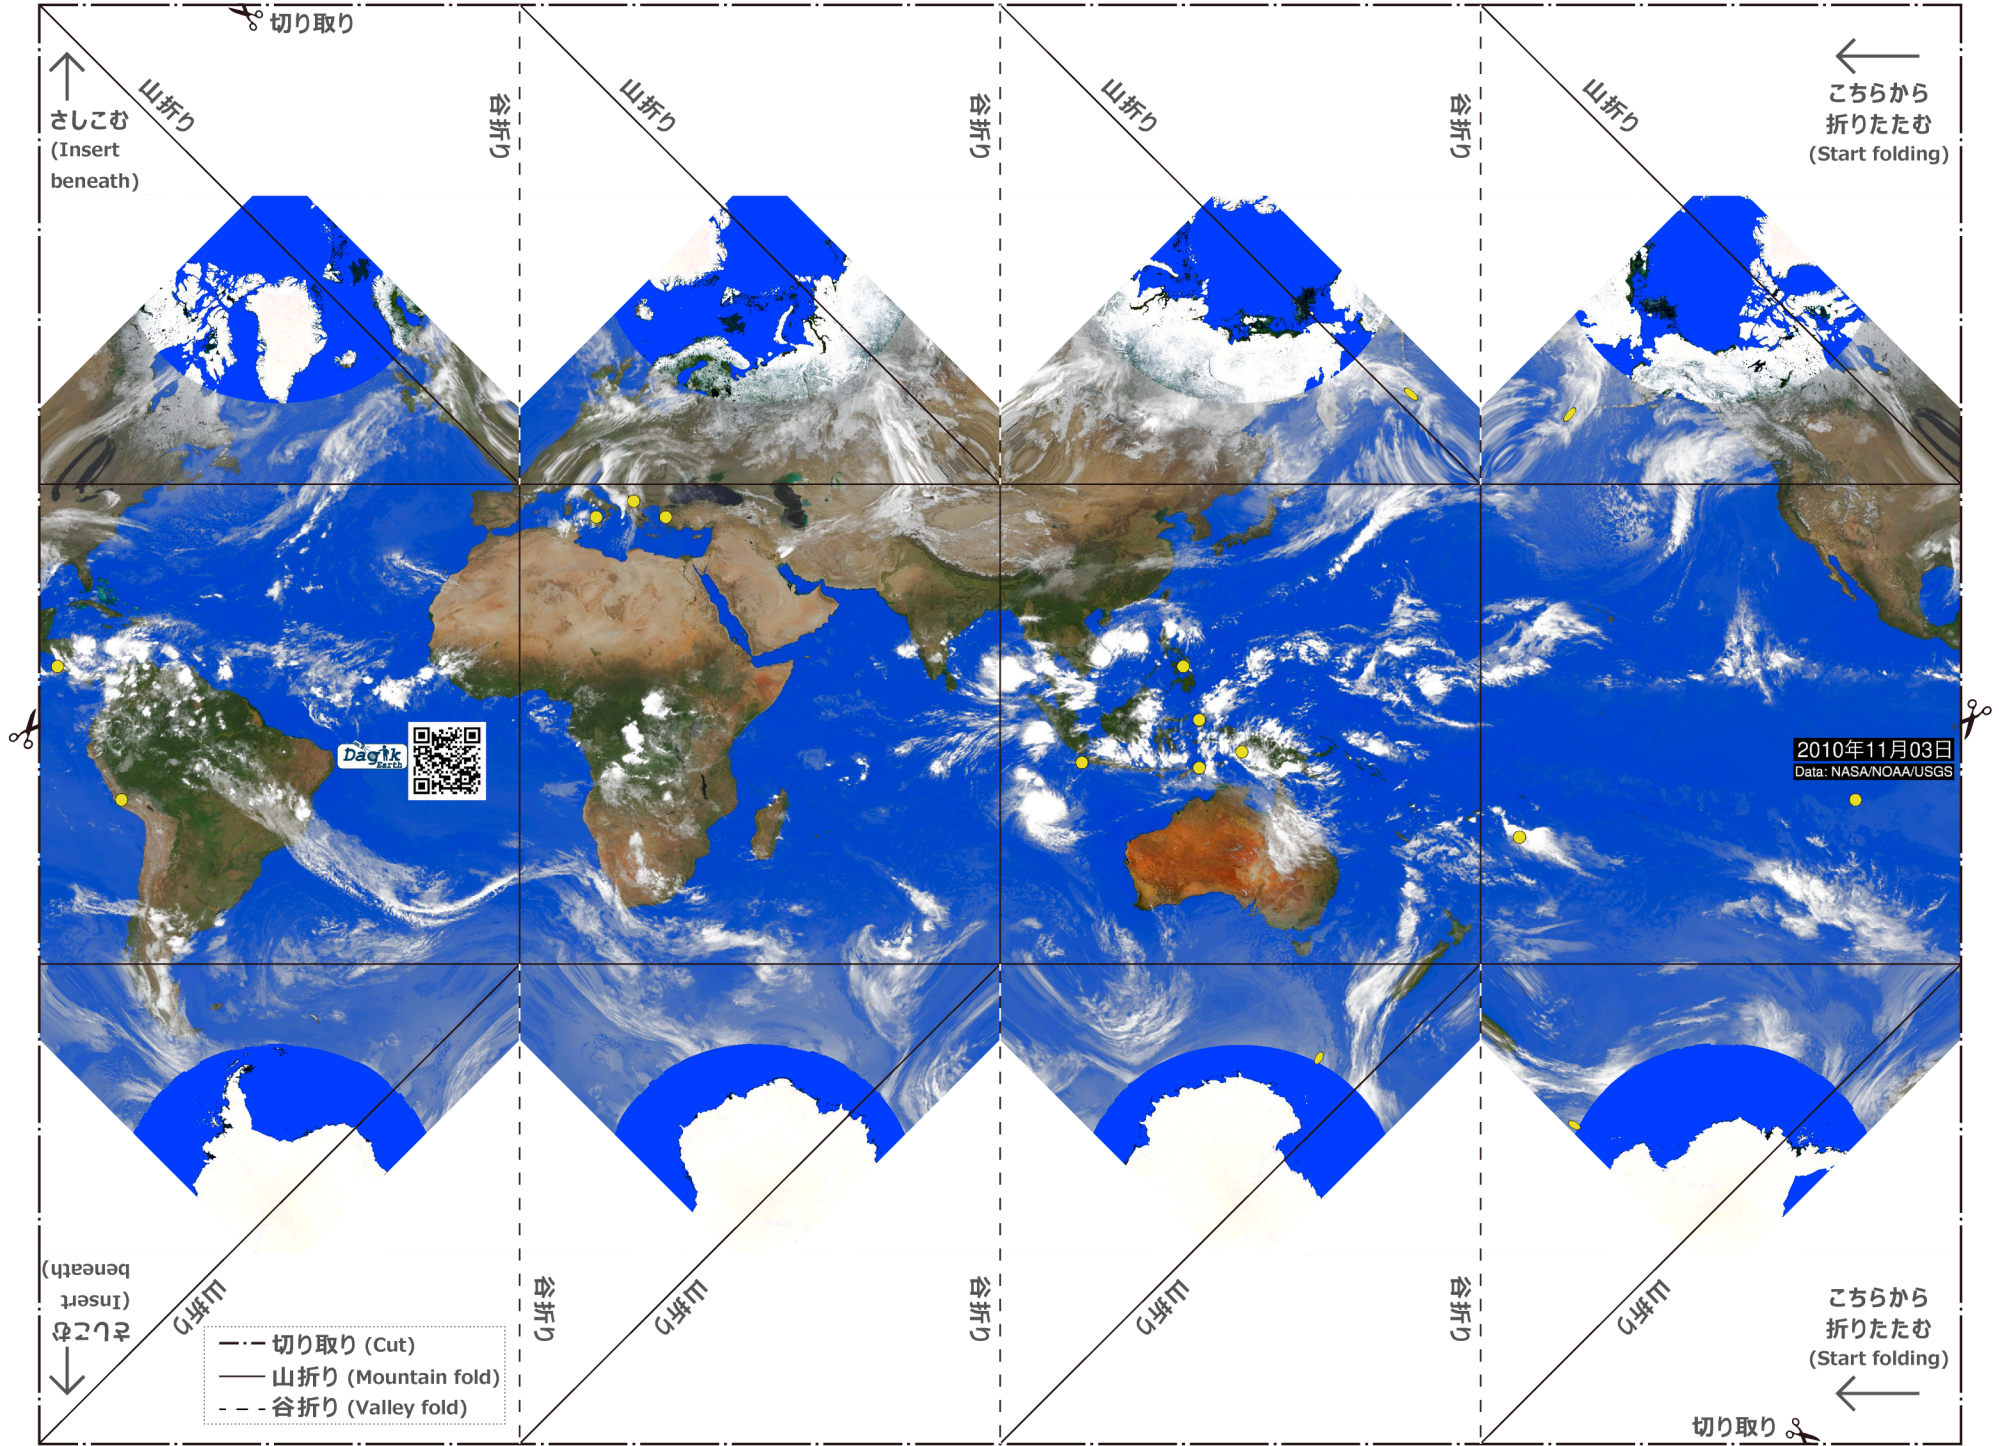 切り取り
さしこむ
(Insert
beneath)
山折り
谷折り
山折り
谷折り
山折り
谷折り
山折り
こちらから
折りたたむ
(Start folding)
Dagik
Earth
2010年11月03日
Data: NASA/NOAA/USGS
さしこむ
(Insert
beneath)
山折り
谷折り
山折り
谷折り
山折り
谷折り
山折り
こちらから
折りたたむ
(Start folding)
切り取り (Cut)
山折り (Mountain fold)
谷折り (Valley fold)
切り取り